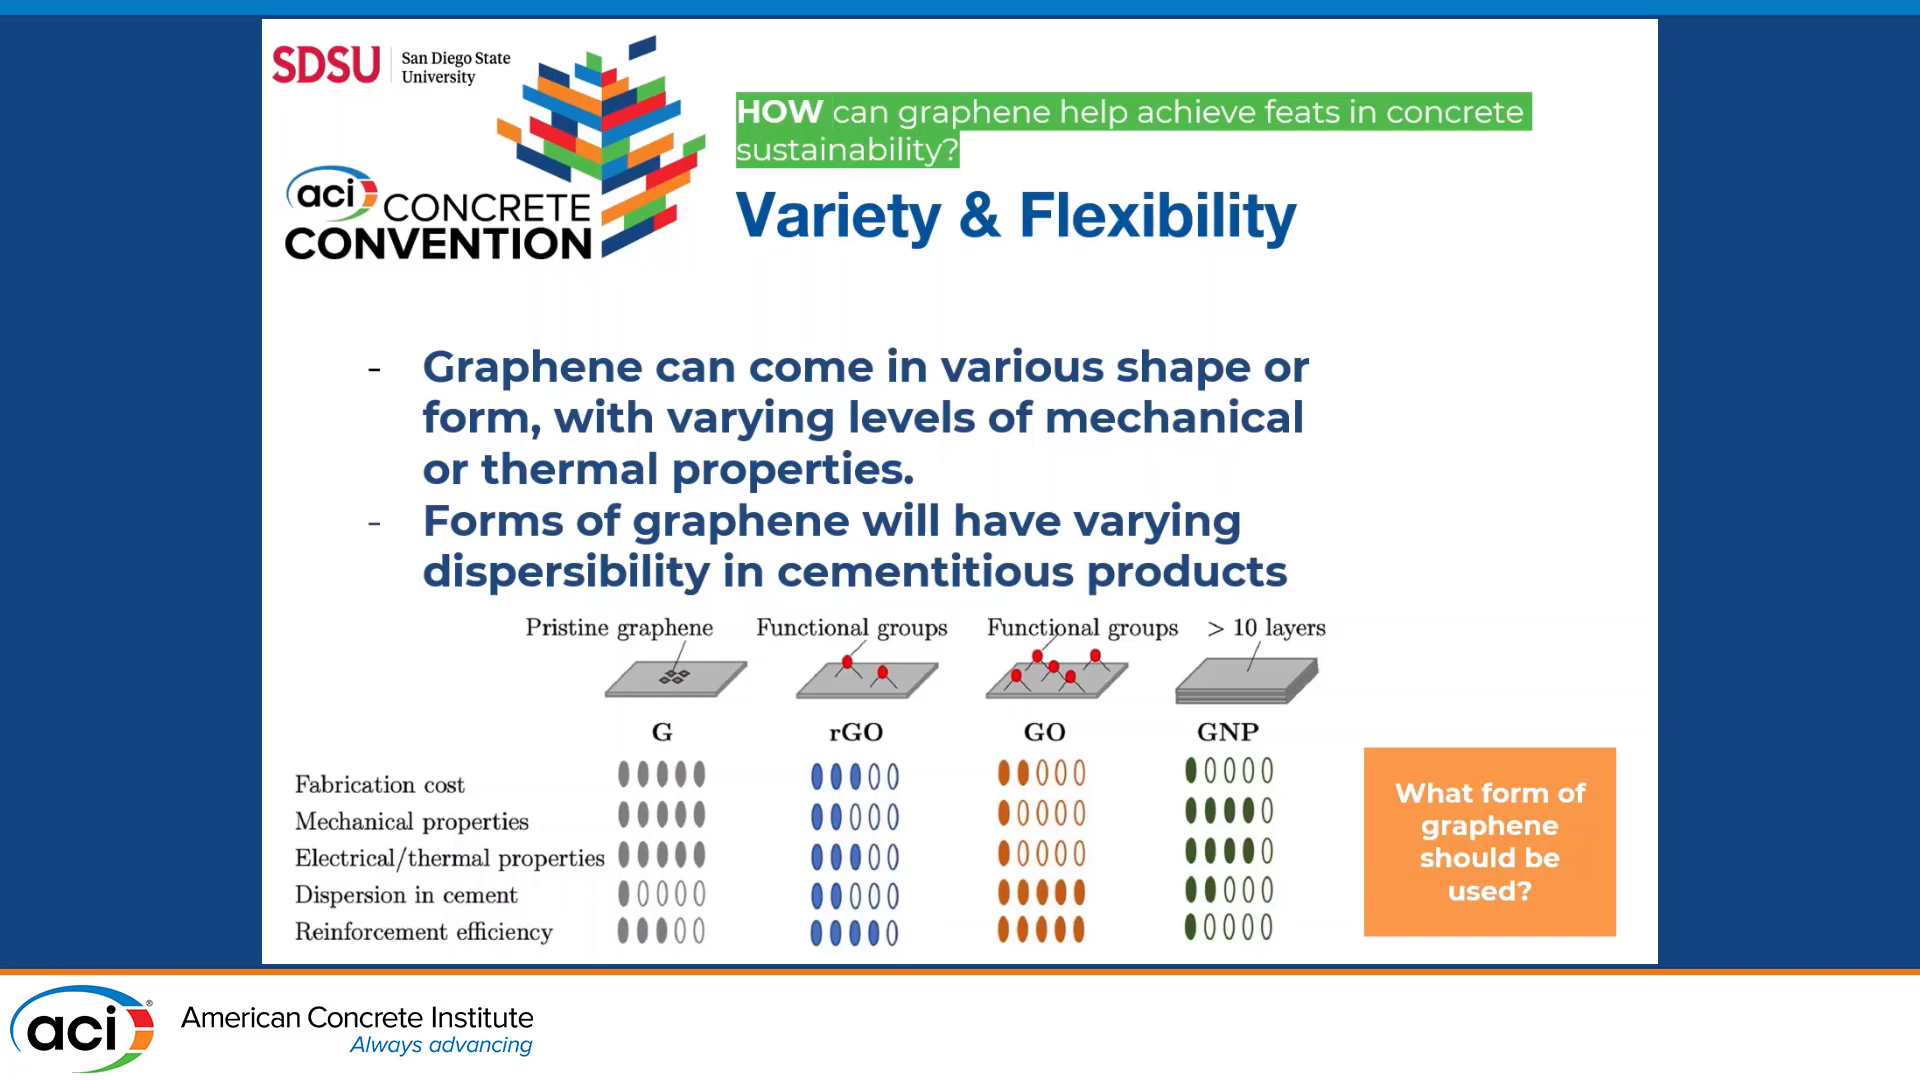 SDSU
San Diego State
University
aci CONCRETE
CONVENTION
HOW can graphene help achieve feats in concrete
sustainability?
Variety & Flexibility
- Graphene can come in various shape or
form, with varying levels of mechanical
or thermal properties.
- Forms of graphene will have varying
dispersibility in cementitious products
Pristine graphene
Functional groups
Functional groups
> 10 layers
G
rGO
GO
GNP
Fabrication cost
Mechanical properties
Electrical/thermal properties
Dispersion in cement
Reinforcement efficiency
What form of
graphene
should be
used?
aci®
American Concrete Institute
Always advancing